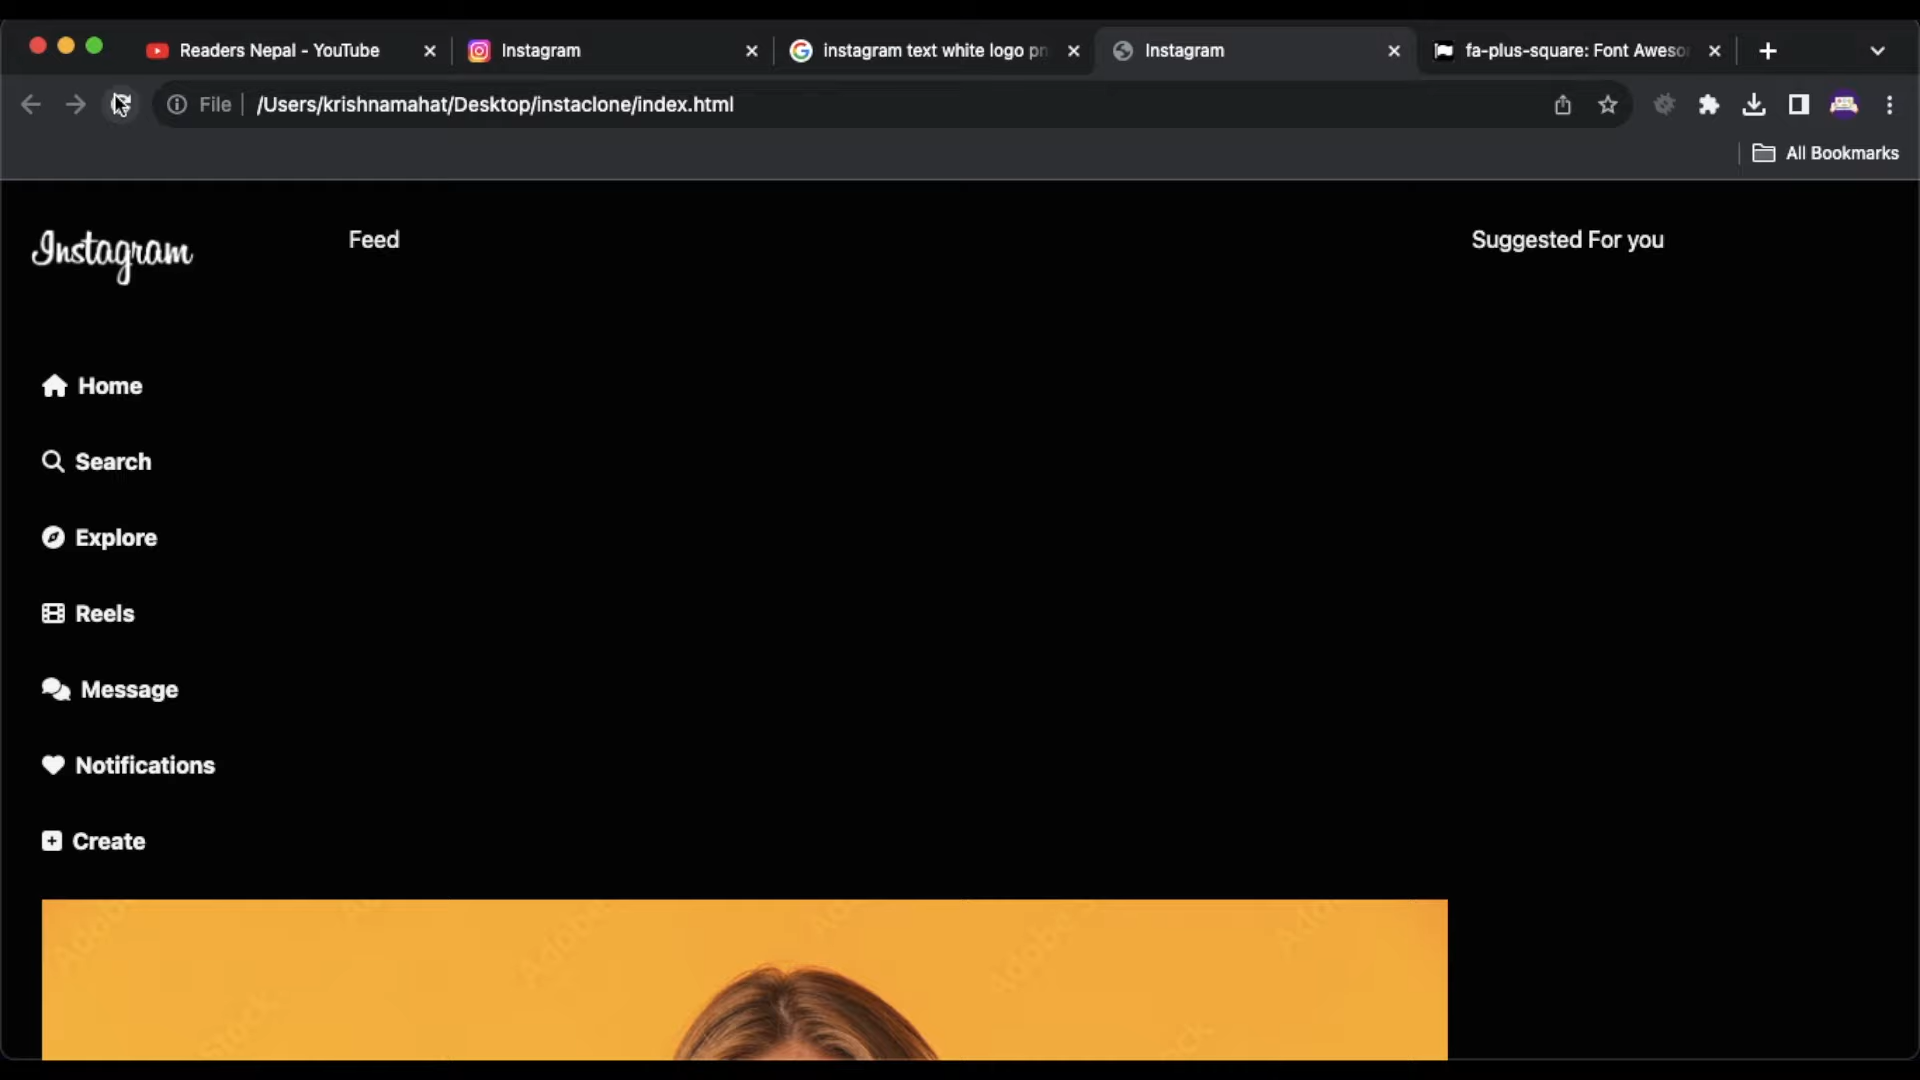 Readers Nepal - YouTube
Instagram
instagram text white logo pn
Instagram
fa-plus-square: Font Aweso
File
/Users/krishnamahat/Desktop/instaclone/index.html
All Bookmarks
Instagram
Feed
Suggested For you
Home
Search
Explore
Reels
Message
Notifications
Create